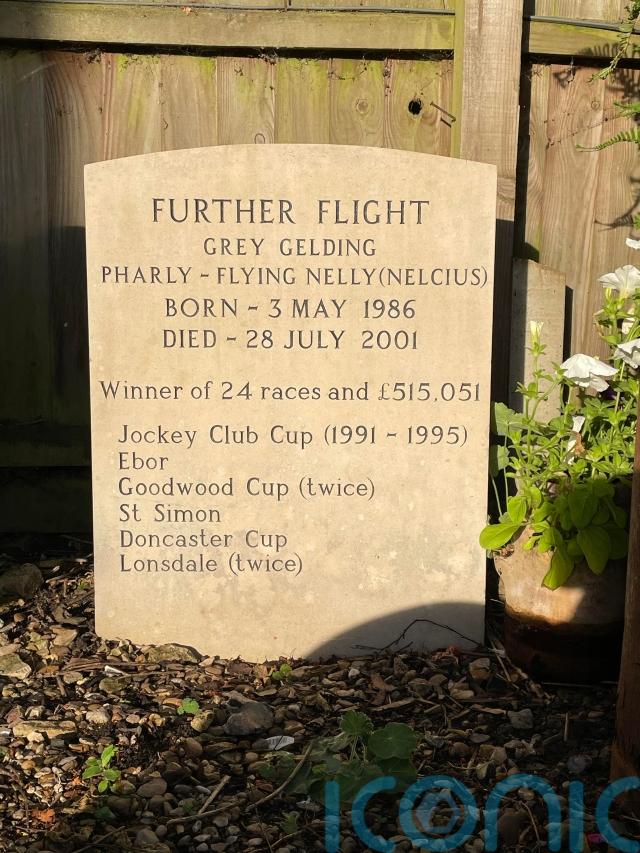 FURTHER FLIGHT
GREY GELDING
PHARLY - FLYING NELLY(NELCIUS)
BORN - 3 MAY 1986
DIED - 28 JULY 2001
Winner of 24 races and £515,051
Jockey Club Cup (1991 - 1995)
Ebor
Goodwood Cup (twice)
St Simon
Doncaster Cup
Lonsdale (twice)
iconic